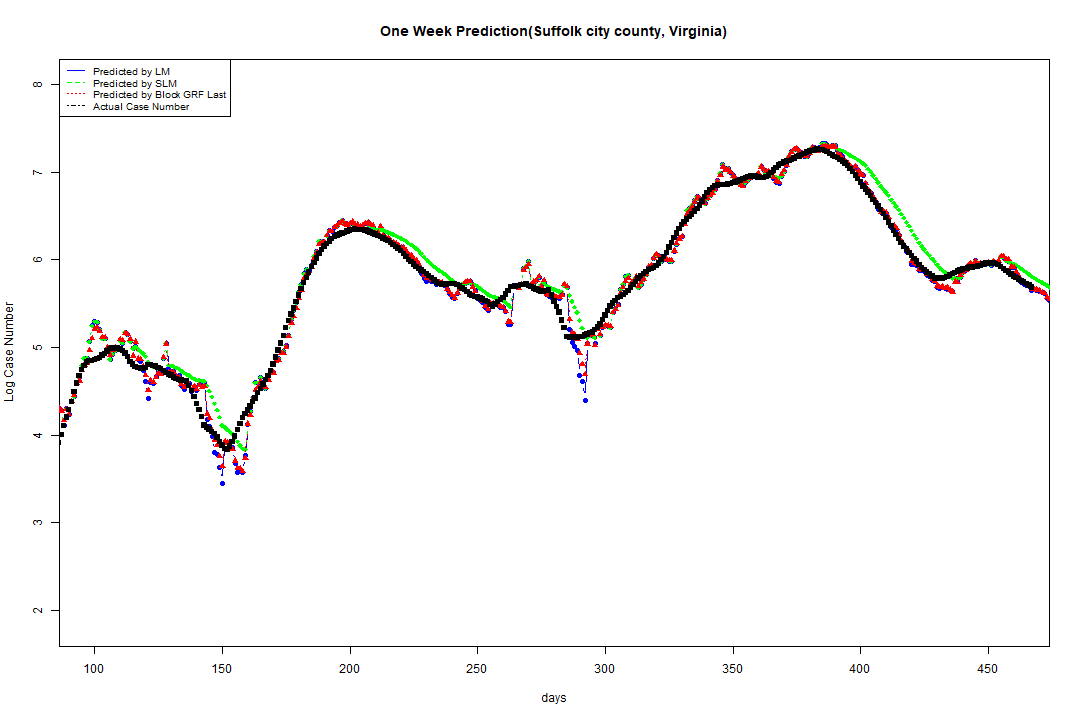 One Week Prediction(Suffolk city county, Virginia)
Predicted by LM
Predicted by SLM
Predicted by Block GRF Last
Actual Case Number
8
7
6
5
4
3
2
Log Case Number
100 150 200 250 300 350 400 450
days